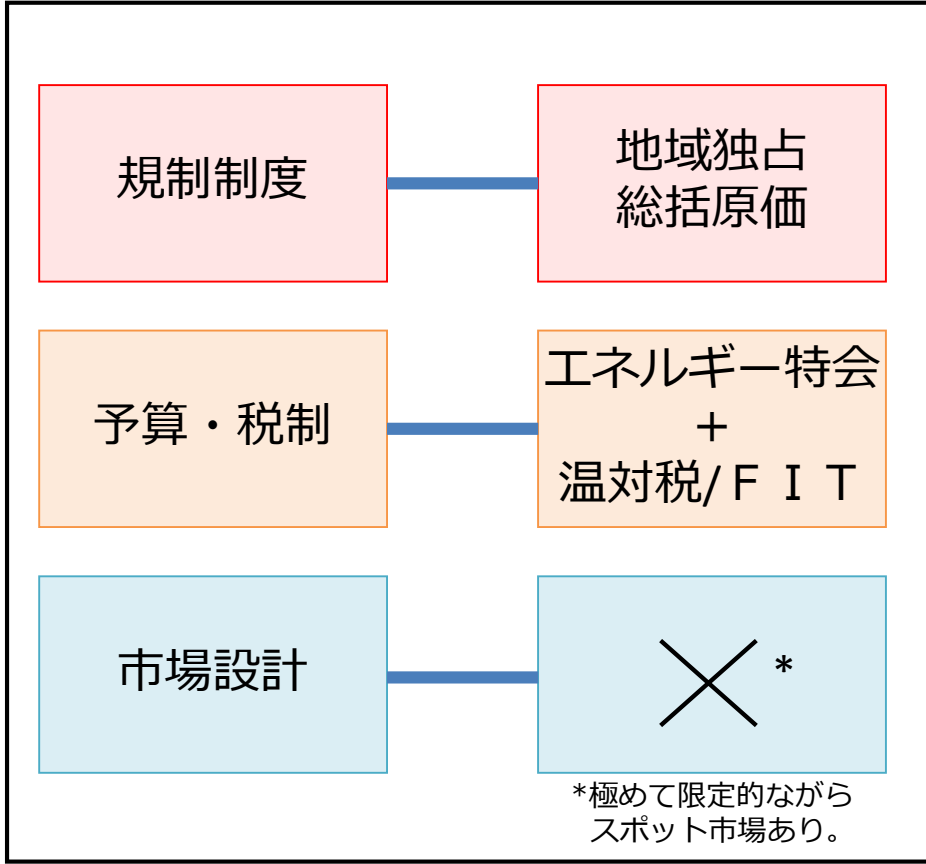 規制制度
地域独占
総括原価
予算・税制
エネルギー特会
+
温対税/ＦＩＴ
市場設計
*
*極めて限定的ながら
スポット市場あり。